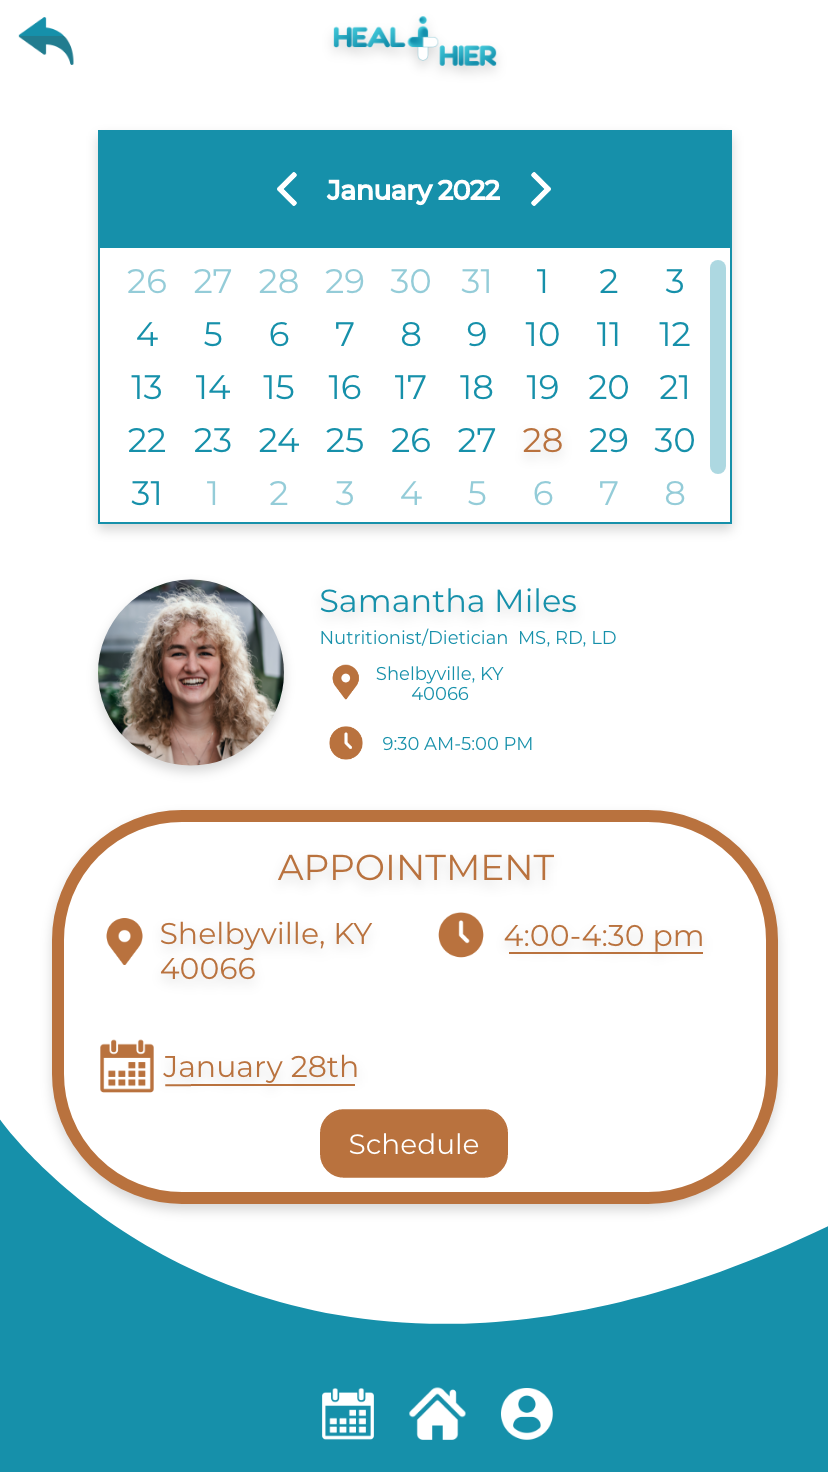 HEAL HIER
January 2022
26 27 28 29 30 31 1 2 3
4 5 6 7 8 9 10 11 12
13 14 15 16 17 18 19 20 21
22 23 24 25 26 27 28 29 30
31 1 2 3 4 5 6 7 8
Samantha Miles
Nutritionist/Dietician MS, RD, LD
Shelbyville, KY
40066
9:30 AM-5:00 PM
APPOINTMENT
Shelbyville, KY
40066
4:00-4:30 pm
January 28th
Schedule